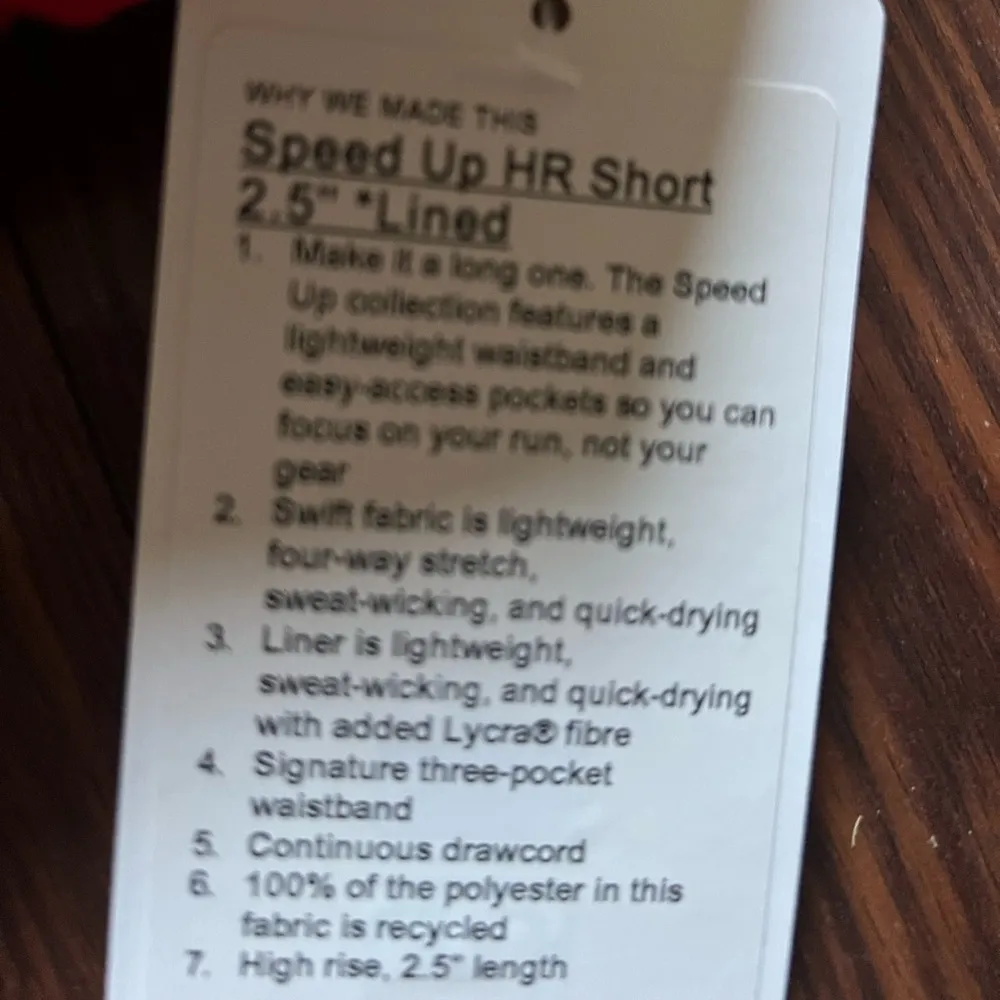 WHY WE MADE THIS
Speed Up HR Short
2.5" *Lined
1. Make it a long one. The Speed
Up collection features a
lightweight waistband and
easy-access pockets so you can
focus on your run, not your
gear
2. Swift fabric is lightweight,
four-way stretch,
sweat-wicking, and quick-drying
3. Liner is lightweight,
sweat-wicking, and quick-drying
with added Lycra® fibre
4. Signature three-pocket
waistband
5. Continuous drawcord
6. 100% of the polyester in this
fabric is recycled
7. High rise, 2.5" length